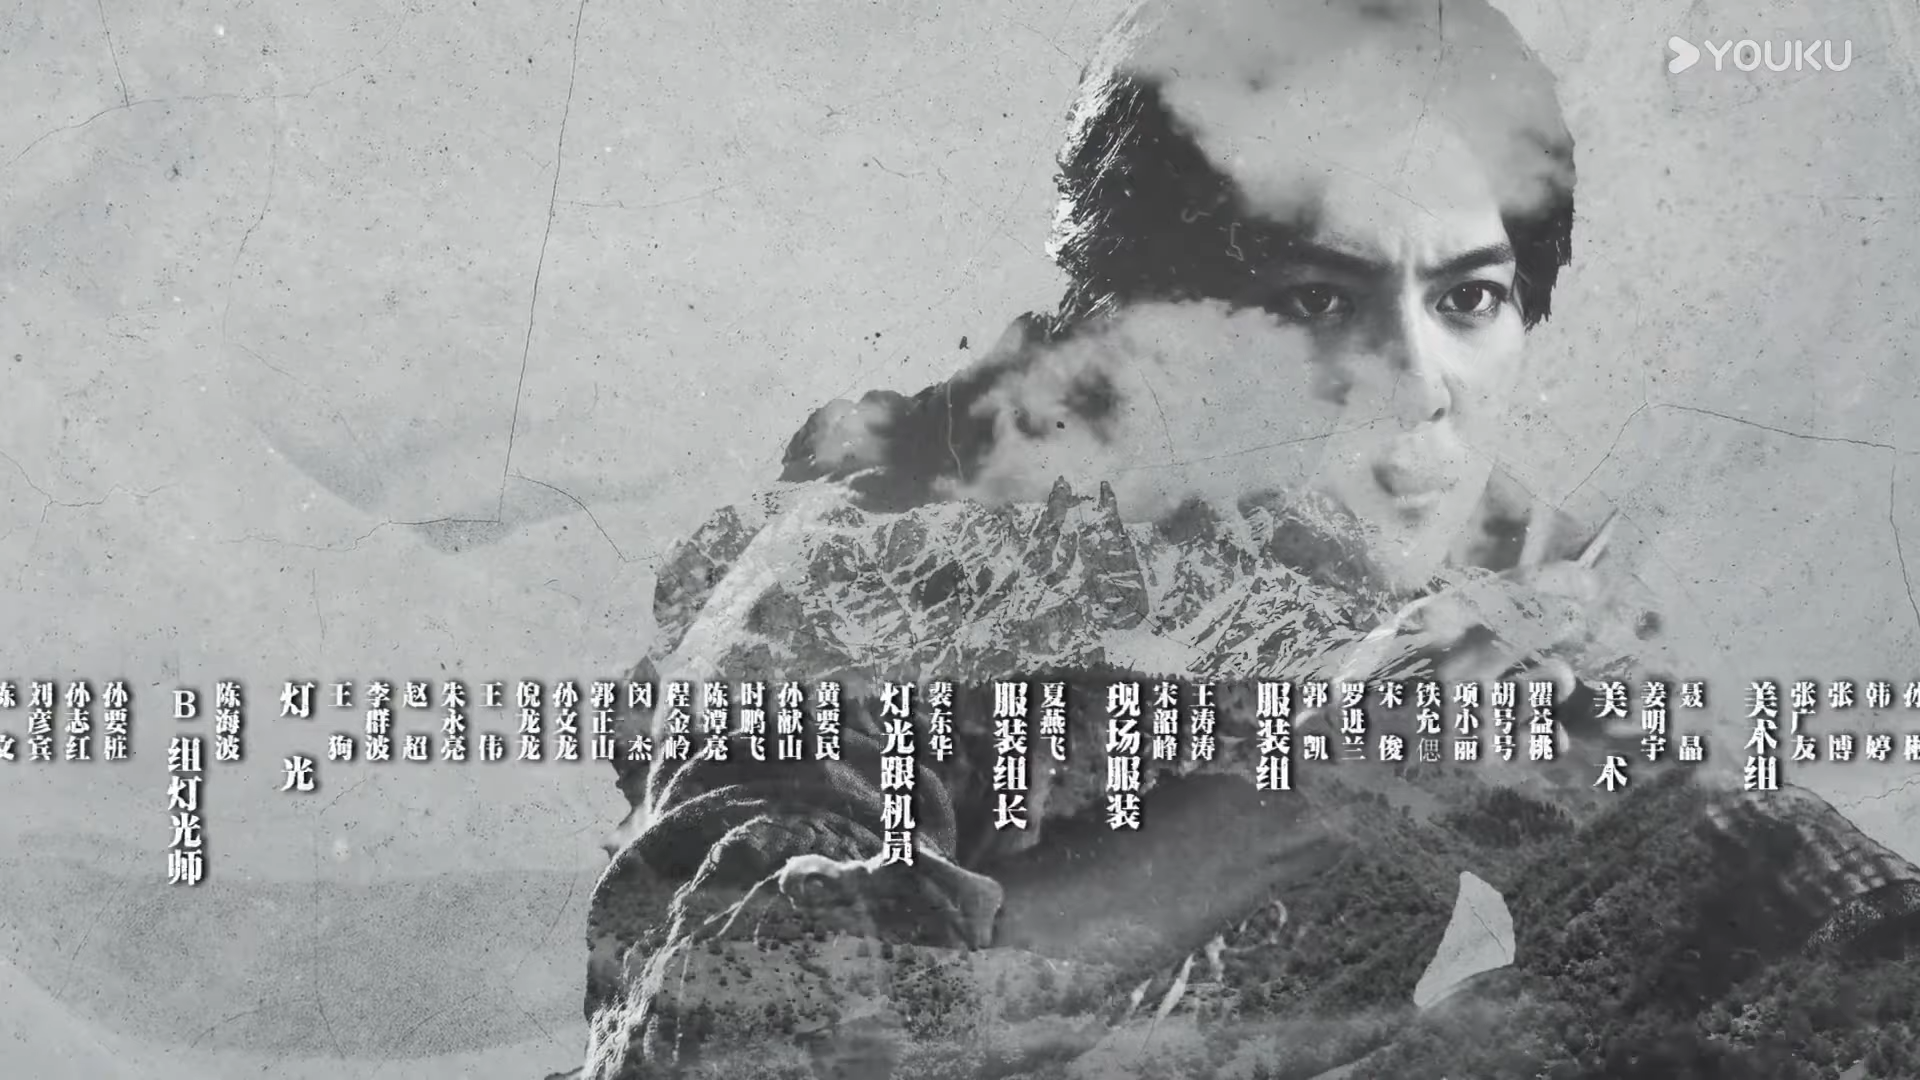 YOUKU
刘彦宾
孙志红
孙要桩
B组灯光师
陈海波
灯光
王狗
李群波
赵超
朱永亮
王伟
倪龙龙
孙文龙
郭正山
闵杰
程金岭
陈潭亮
时鹏飞
孙献山
黄要民
灯光跟机员
裴东华
服装组长
夏燕飞
现场服装
宋韶峰
王涛涛
服装组
郭凯
罗进兰
宋俊
铁允偲
项小丽
胡号号
瞿益桃
美术
姜明宇
聂晶
美术组
张广友
张博
韩婷